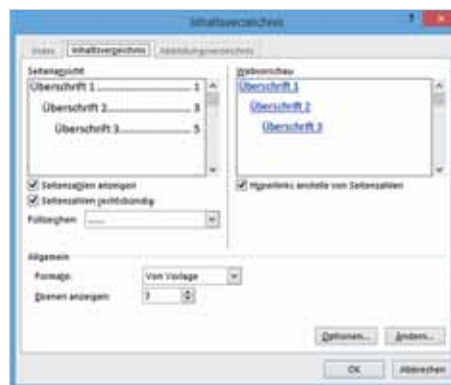 Inhaltsverzeichnis
Index Inhaltsverzeichnis Abbildungsverzeichnis
Seitenansicht
Überschrift 1 ........ 1
Überschrift 2 ........ 3
Überschrift 3 ........ 5
Webvorschau
Überschrift 1
Überschrift 2
Überschrift 3
Seitenzahlen anzeigen
Seitenzahlen rechtsbündig
Füllzeichen: ......
Hyperlinks anstelle von Seitenzahlen
Allgemein
Formate: Von Vorlage
Ebenen anzeigen: 3
Optionen... Ändern...
OK Abbrechen